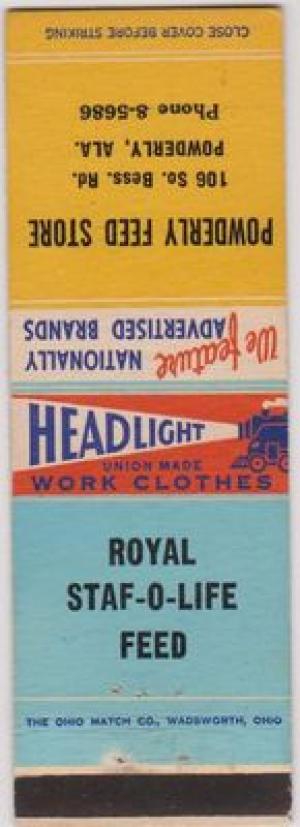 CLOSE COVER BEFORE STRIKING
POWDERLY FEED STORE
106 So. Bess. Rd.
POWDERLY, ALA.
Phone 8-5686
We feature NATIONALLY
ADVERTISED BRANDS
HEADLIGHT
UNION MADE
WORK CLOTHES
ROYAL
STAF-O-LIFE
FEED
THE OHIO MATCH CO., WADSWORTH, OHIO